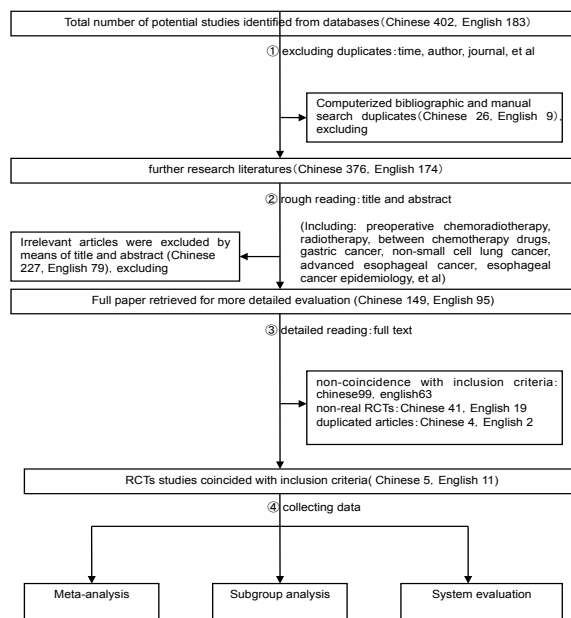 Total number of potential studies identified from databases(Chinese 402, English 183)
① excluding duplicates:time, author, journal, et al
Computerized bibliographic and manual
search duplicates(Chinese 26, English 9),
excluding
further research literatures(Chinese 376, English 174)
② rough reading:title and abstract
Irrelevant articles were excluded by
means of title and abstract (Chinese
227, English 79), excluding
(Including: preoperative chemoradiotherapy,
radiotherapy, between chemotherapy drugs,
gastric cancer, non-small cell lung cancer,
advanced esophageal cancer, esophageal
cancer epidemiology, et al)
Full paper retrieved for more detailed evaluation (Chinese 149, English 95)
③ detailed reading:full text
non-coincidence with inclusion criteria:
chinese99, english63
non-real RCTs:Chinese 41, English 19
duplicated articles:Chinese 4, English 2
RCTs studies coincided with inclusion criteria( Chinese 5, English 11)
④ collecting data
Meta-analysis
Subgroup analysis
System evaluation